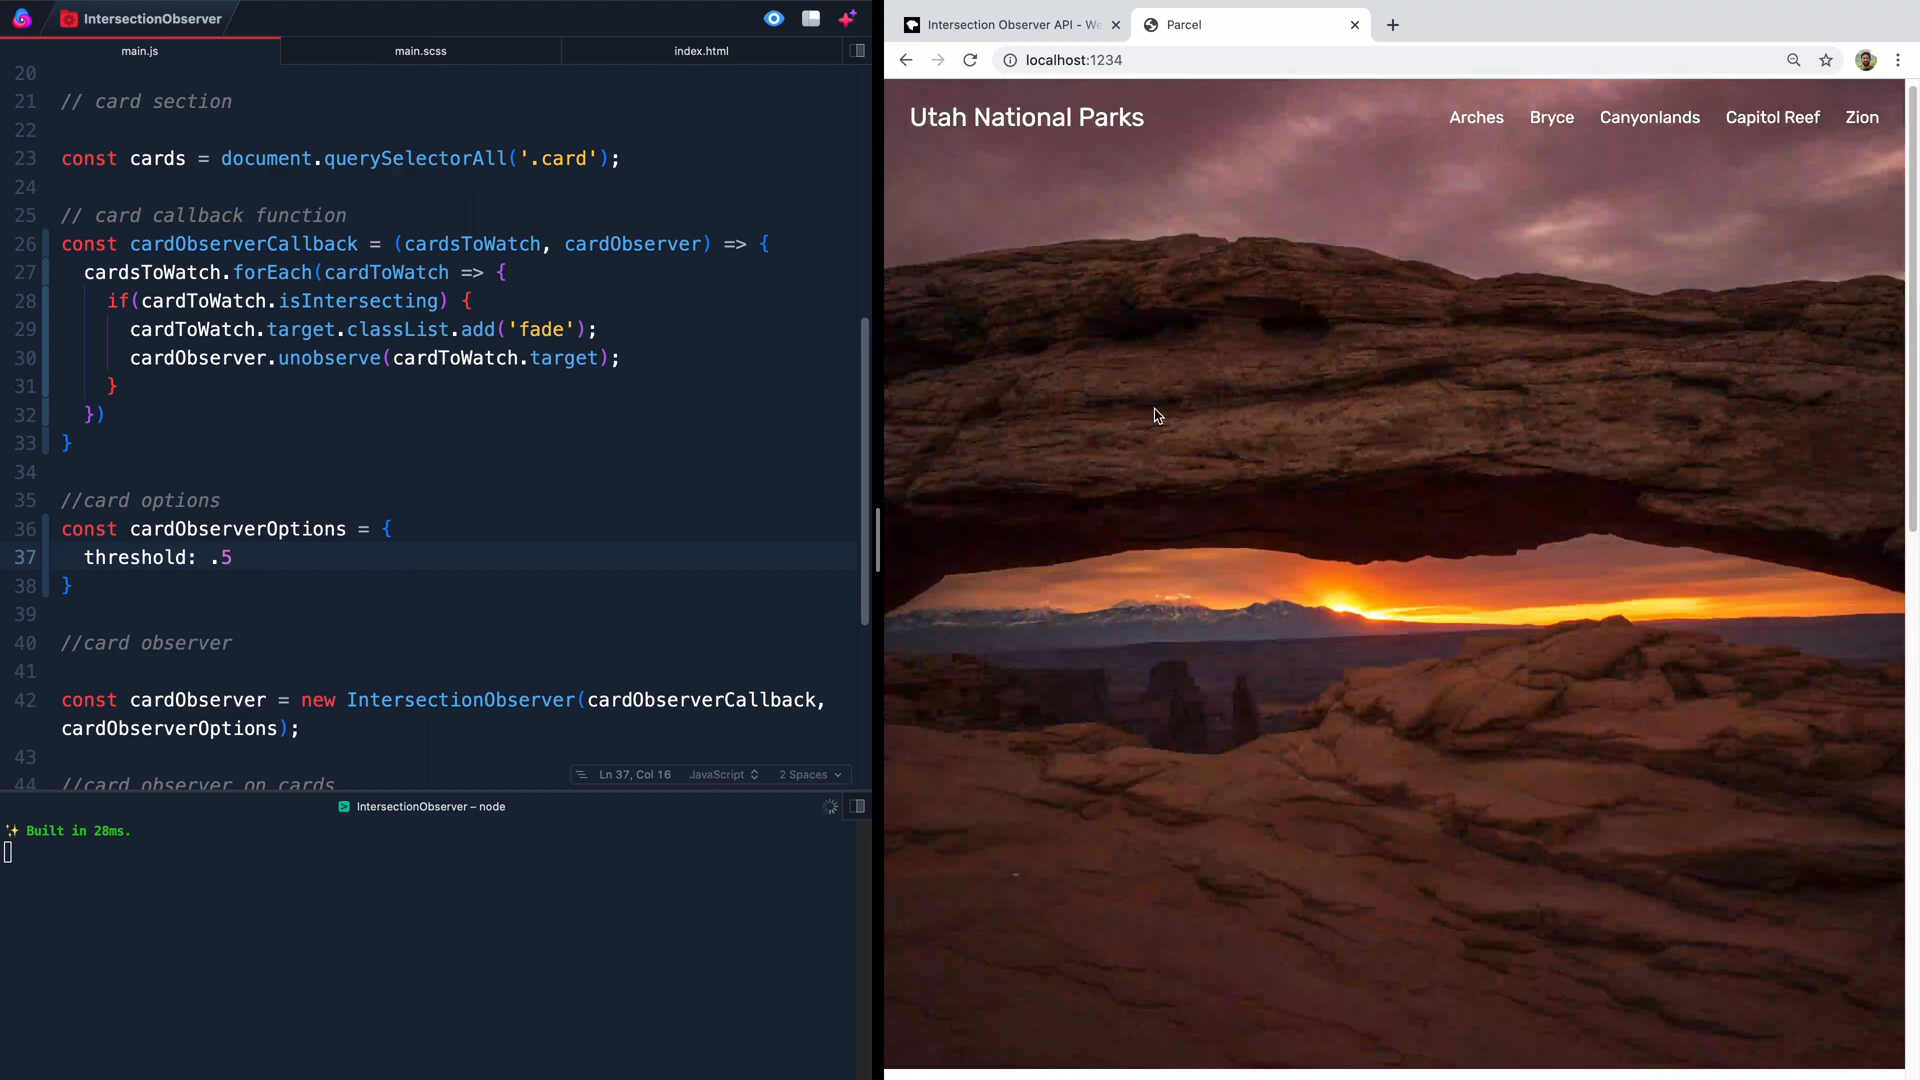 IntersectionObserver
main.js
main.scss
index.html
20
21 // card section
22
23 const cards = document.querySelectorAll('.card');
24
25 // card callback function
26 const cardObserverCallback = (cardsToWatch, cardObserver) => {
27 cardsToWatch.forEach(cardToWatch => {
28 if(cardToWatch.isIntersecting) {
29 cardToWatch.target.classList.add('fade');
30 cardObserver.unobserve(cardToWatch.target);
31 }
32 })
33 }
34
35 //card options
36 const cardObserverOptions = {
37 threshold: .5
38 }
39
40 //card observer
41
42 const cardObserver = new IntersectionObserver(cardObserverCallback,
cardObserverOptions);
43
44 //card observer on cards
Ln 37, Col 16 JavaScript 2 Spaces
IntersectionObserver – node
Built in 28ms.
Intersection Observer API - We
Parcel
localhost:1234
Utah National Parks
Arches Bryce Canyonlands Capitol Reef Zion